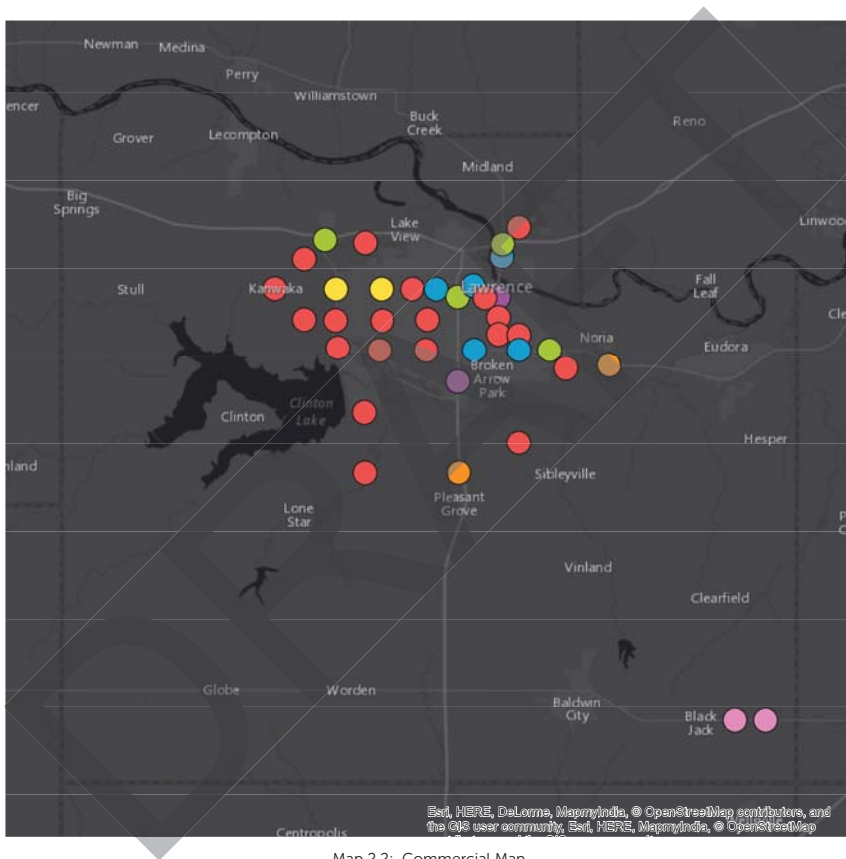 Newman
Medina
Perry
Williamstown
Buck
Creek
Reno
Grover
Lecompton
Midland
Big
Springs
Lake
View
Stull
Kanwaka
Lawrence
Fall
Leaf
Noria
Eudora
Broken
Arrow
Park
Clinton
Clinton
Lake
Hesper
Sibleyville
Pleasant
Grove
Lone
Star
Vinland
Clearfield
Globe
Worden
Baldwin
City
Black
Jack
Centropolis
DRAFT
Esri, HERE, DeLorme, MapmyIndia, © OpenStreetMap contributors, and
the GIS user community, Esri, HERE, MapmyIndia, © OpenStreetMap
Map 2.2: Commercial Map